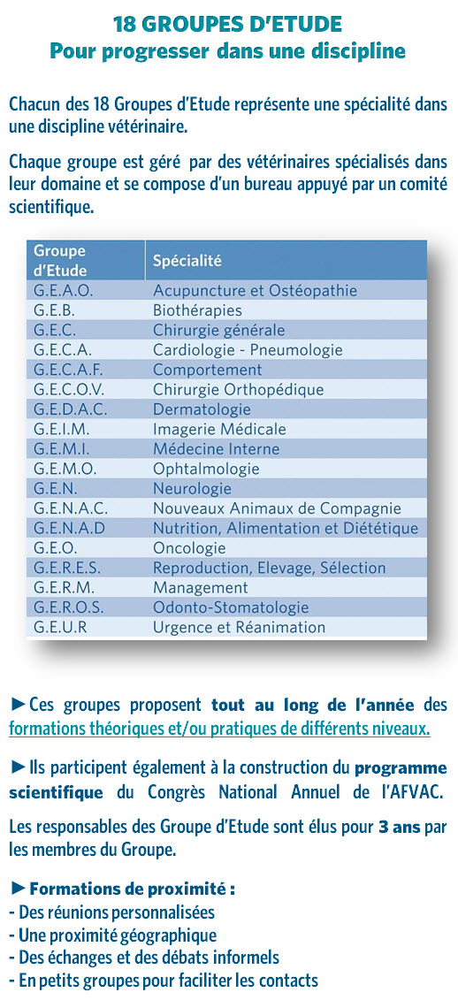 18 GROUPES D'ETUDE
Pour progresser dans une discipline
Chacun des 18 Groupes d'Etude représente une spécialité dans
une discipline vétérinaire.
Chaque groupe est géré par des vétérinaires spécialisés dans
leur domaine et se compose d'un bureau appuyé par un comité
scientifique.
Groupe
d'Etude Spécialité
G.E.A.O. Acupuncture et Ostéopathie
G.E.B. Biothérapies
G.E.C. Chirurgie générale
G.E.C.A. Cardiologie - Pneumologie
G.E.C.A.F. Comportement
G.E.C.O.V. Chirurgie Orthopédique
G.E.D.A.C. Dermatologie
G.E.I.M. Imagerie Médicale
G.E.M.I. Médecine Interne
G.E.M.O. Ophtalmologie
G.E.N. Neurologie
G.E.N.A.C. Nouveaux Animaux de Compagnie
G.E.N.A.D Nutrition, Alimentation et Diététique
G.E.O. Oncologie
G.E.R.E.S. Reproduction, Elevage, Sélection
G.E.R.M. Management
G.E.R.O.S. Odonto-Stomatologie
G.E.U.R Urgence et Réanimation
►Ces groupes proposent tout au long de l'année des
formations théoriques et/ou pratiques de différents niveaux.
►Ils participent également à la construction du programme
scientifique du Congrès National Annuel de l'AFVAC.
Les responsables des Groupe d'Etude sont élus pour 3 ans par
les membres du Groupe.
►Formations de proximité :
- Des réunions personnalisées
- Une proximité géographique
- Des échanges et des débats informels
- En petits groupes pour faciliter les contacts